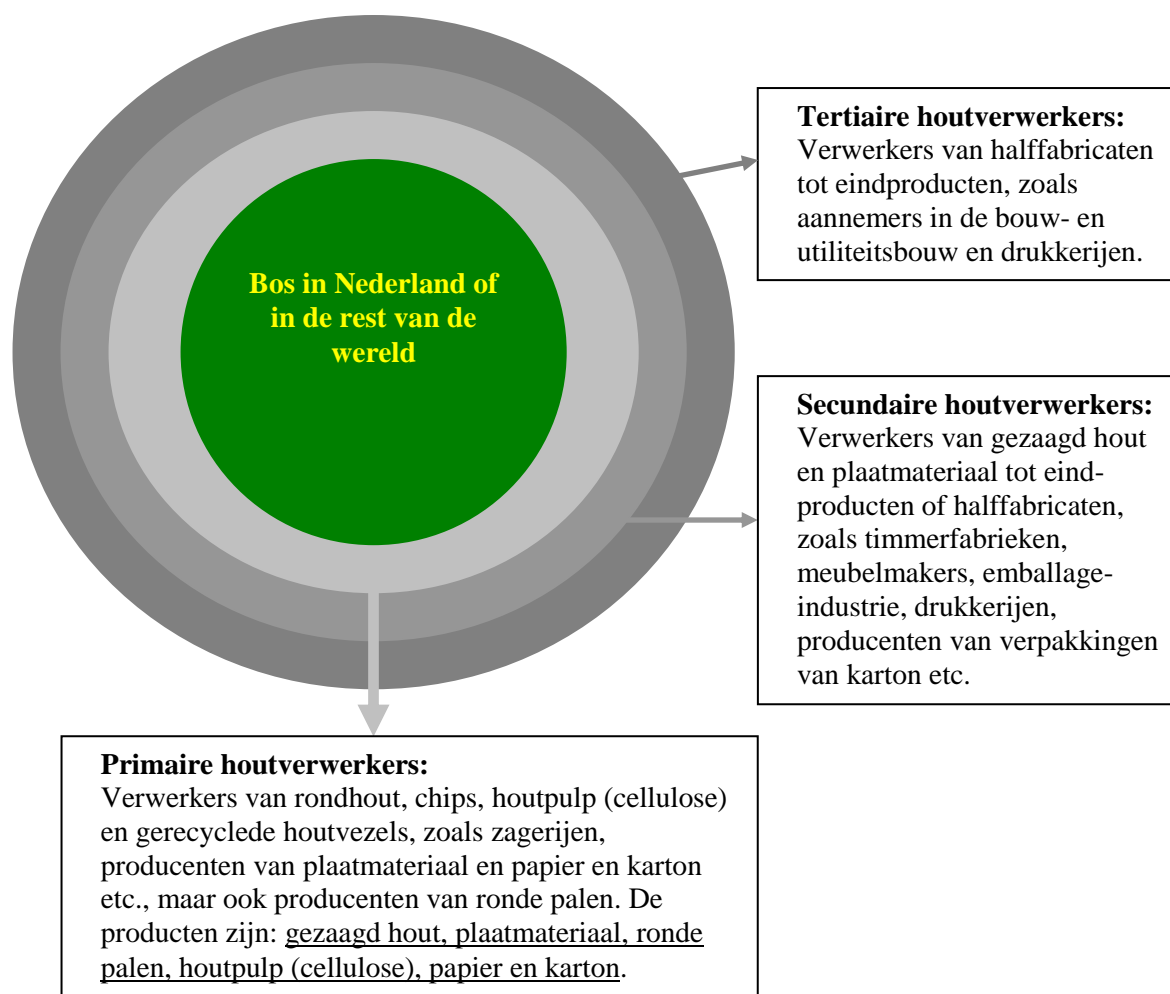 Tertiaire houtverwerkers:
Verwerkers van halffabricaten
tot eindproducten, zoals
aannemers in de bouw- en
utiliteitsbouw en drukkerijen.
Bos in Nederland of
in de rest van de
wereld
Secundaire houtverwerkers:
Verwerkers van gezaagd hout
en plaatmateriaal tot eind-
producten of halffabricaten,
zoals timmerfabrieken,
meubelmakers, emballage-
industrie, drukkerijen,
producenten van verpakkingen
van karton etc.
Primaire houtverwerkers:
Verwerkers van rondhout, chips, houtpulp (cellulose)
en gerecyclede houtvezels, zoals zagerijen,
producenten van plaatmateriaal en papier en karton
etc., maar ook producenten van ronde palen. De
producten zijn: gezaagd hout, plaatmateriaal, ronde
palen, houtpulp (cellulose), papier en karton.